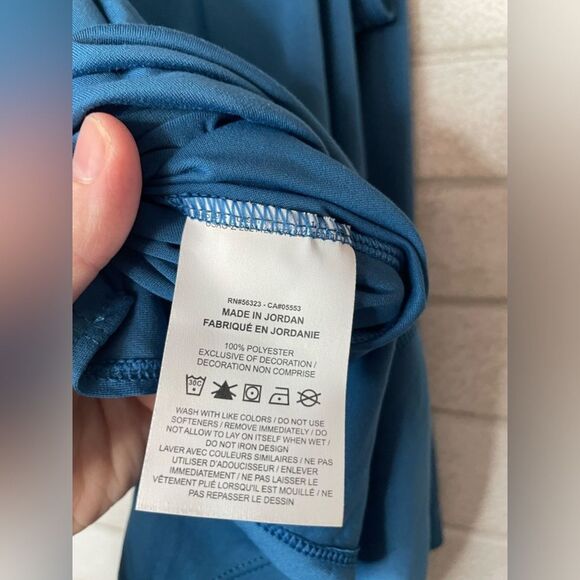 RN#56323 - CA#05553
MADE IN JORDAN
FABRIQUÉ EN JORDANIE
100% POLYESTER
EXCLUSIVE OF DECORATION /
DECORATION NON COMPRISE
30C
WASH WITH LIKE COLORS / DO NOT USE
SOFTENERS / REMOVE IMMEDIATELY / DO
NOT ALLOW TO LAY ON ITSELF WHEN WET /
DO NOT IRON DESIGN
LAVER AVEC COULEURS SIMILAIRES / NE PAS
UTILISER D'ADOUCISSEUR / ENLEVER
IMMEDIATEMENT / NE PAS LAISSER LE
VÊTEMENT PLIÉ LORSQU'IL EST MOUILLÉ / NE
PAS REPASSER LE DESSIN